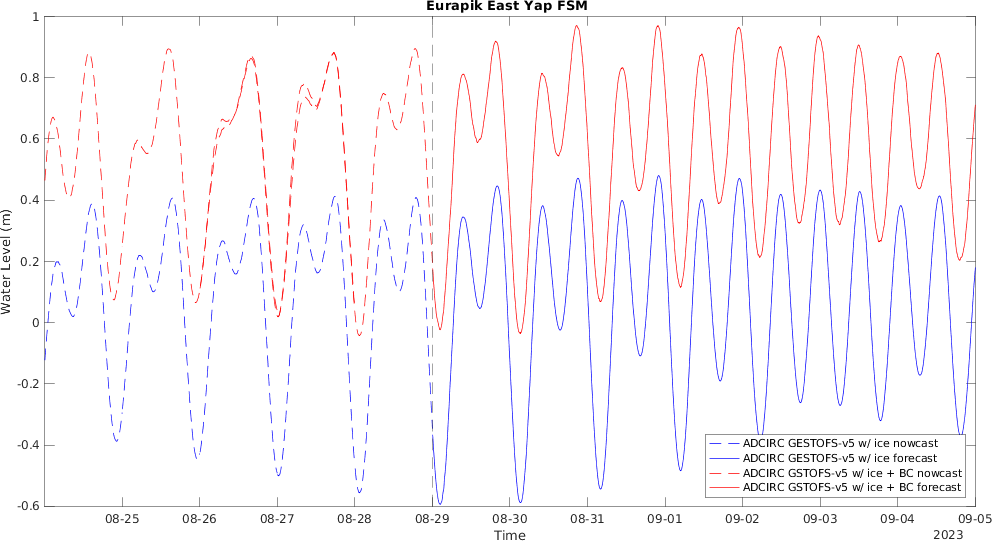 Eurapik East Yap FSM
Water Level (m)
1
0.8
0.6
0.4
0.2
0
-0.2
-0.4
-0.6
ADCIRC GESTOFS-v5 w/ ice nowcast
ADCIRC GESTOFS-v5 w/ ice forecast
ADCIRC GSTOFS-v5 w/ ice + BC nowcast
ADCIRC GSTOFS-v5 w/ ice + BC forecast
08-25 08-26 08-27 08-28 08-29 08-30 08-31 09-01 09-02 09-03 09-04 09-05
Time
2023